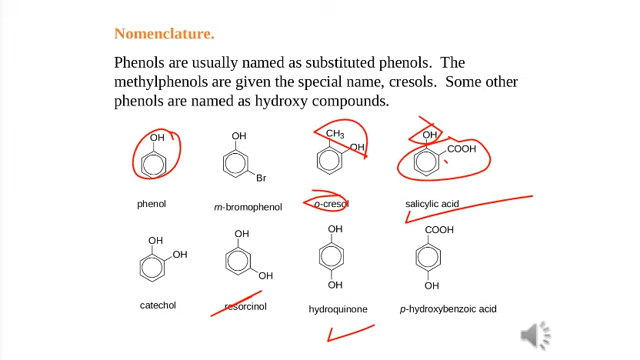 Nomenclature.
Phenols are usually named as substituted phenols. The
methylphenols are given the special name, cresols. Some other
phenols are named as hydroxy compounds.
OH
OH
Br
CH3
OH
OH
COOH
phenol
m-bromophenol
o-cresol
salicylic acid
OH
OH
OH
OH
OH
OH
COOH
OH
catechol
resorcinol
hydroquinone
p-hydroxybenzoic acid